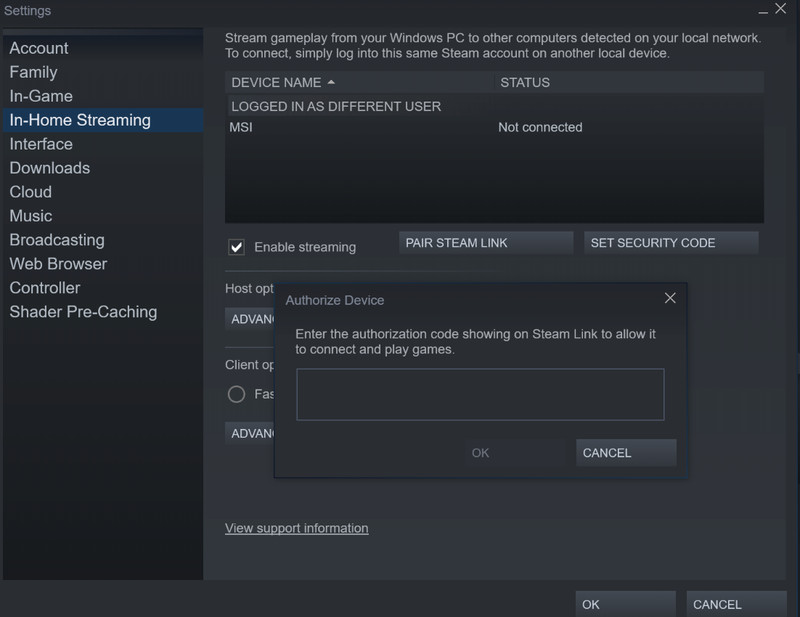 Settings
Account
Family
In-Game
In-Home Streaming
Interface
Downloads
Cloud
Music
Broadcasting
Web Browser
Controller
Shader Pre-Caching
Stream gameplay from your Windows PC to other computers detected on your local network.
To connect, simply log into this same Steam account on another local device.
DEVICE NAME STATUS
LOGGED IN AS DIFFERENT USER
MSI Not connected
Enable streaming PAIR STEAM LINK SET SECURITY CODE
Host opt
ADVANC
Client op
Fas
ADVANC
Authorize Device
Enter the authorization code showing on Steam Link to allow it
to connect and play games.
OK CANCEL
View support information
OK CANCEL